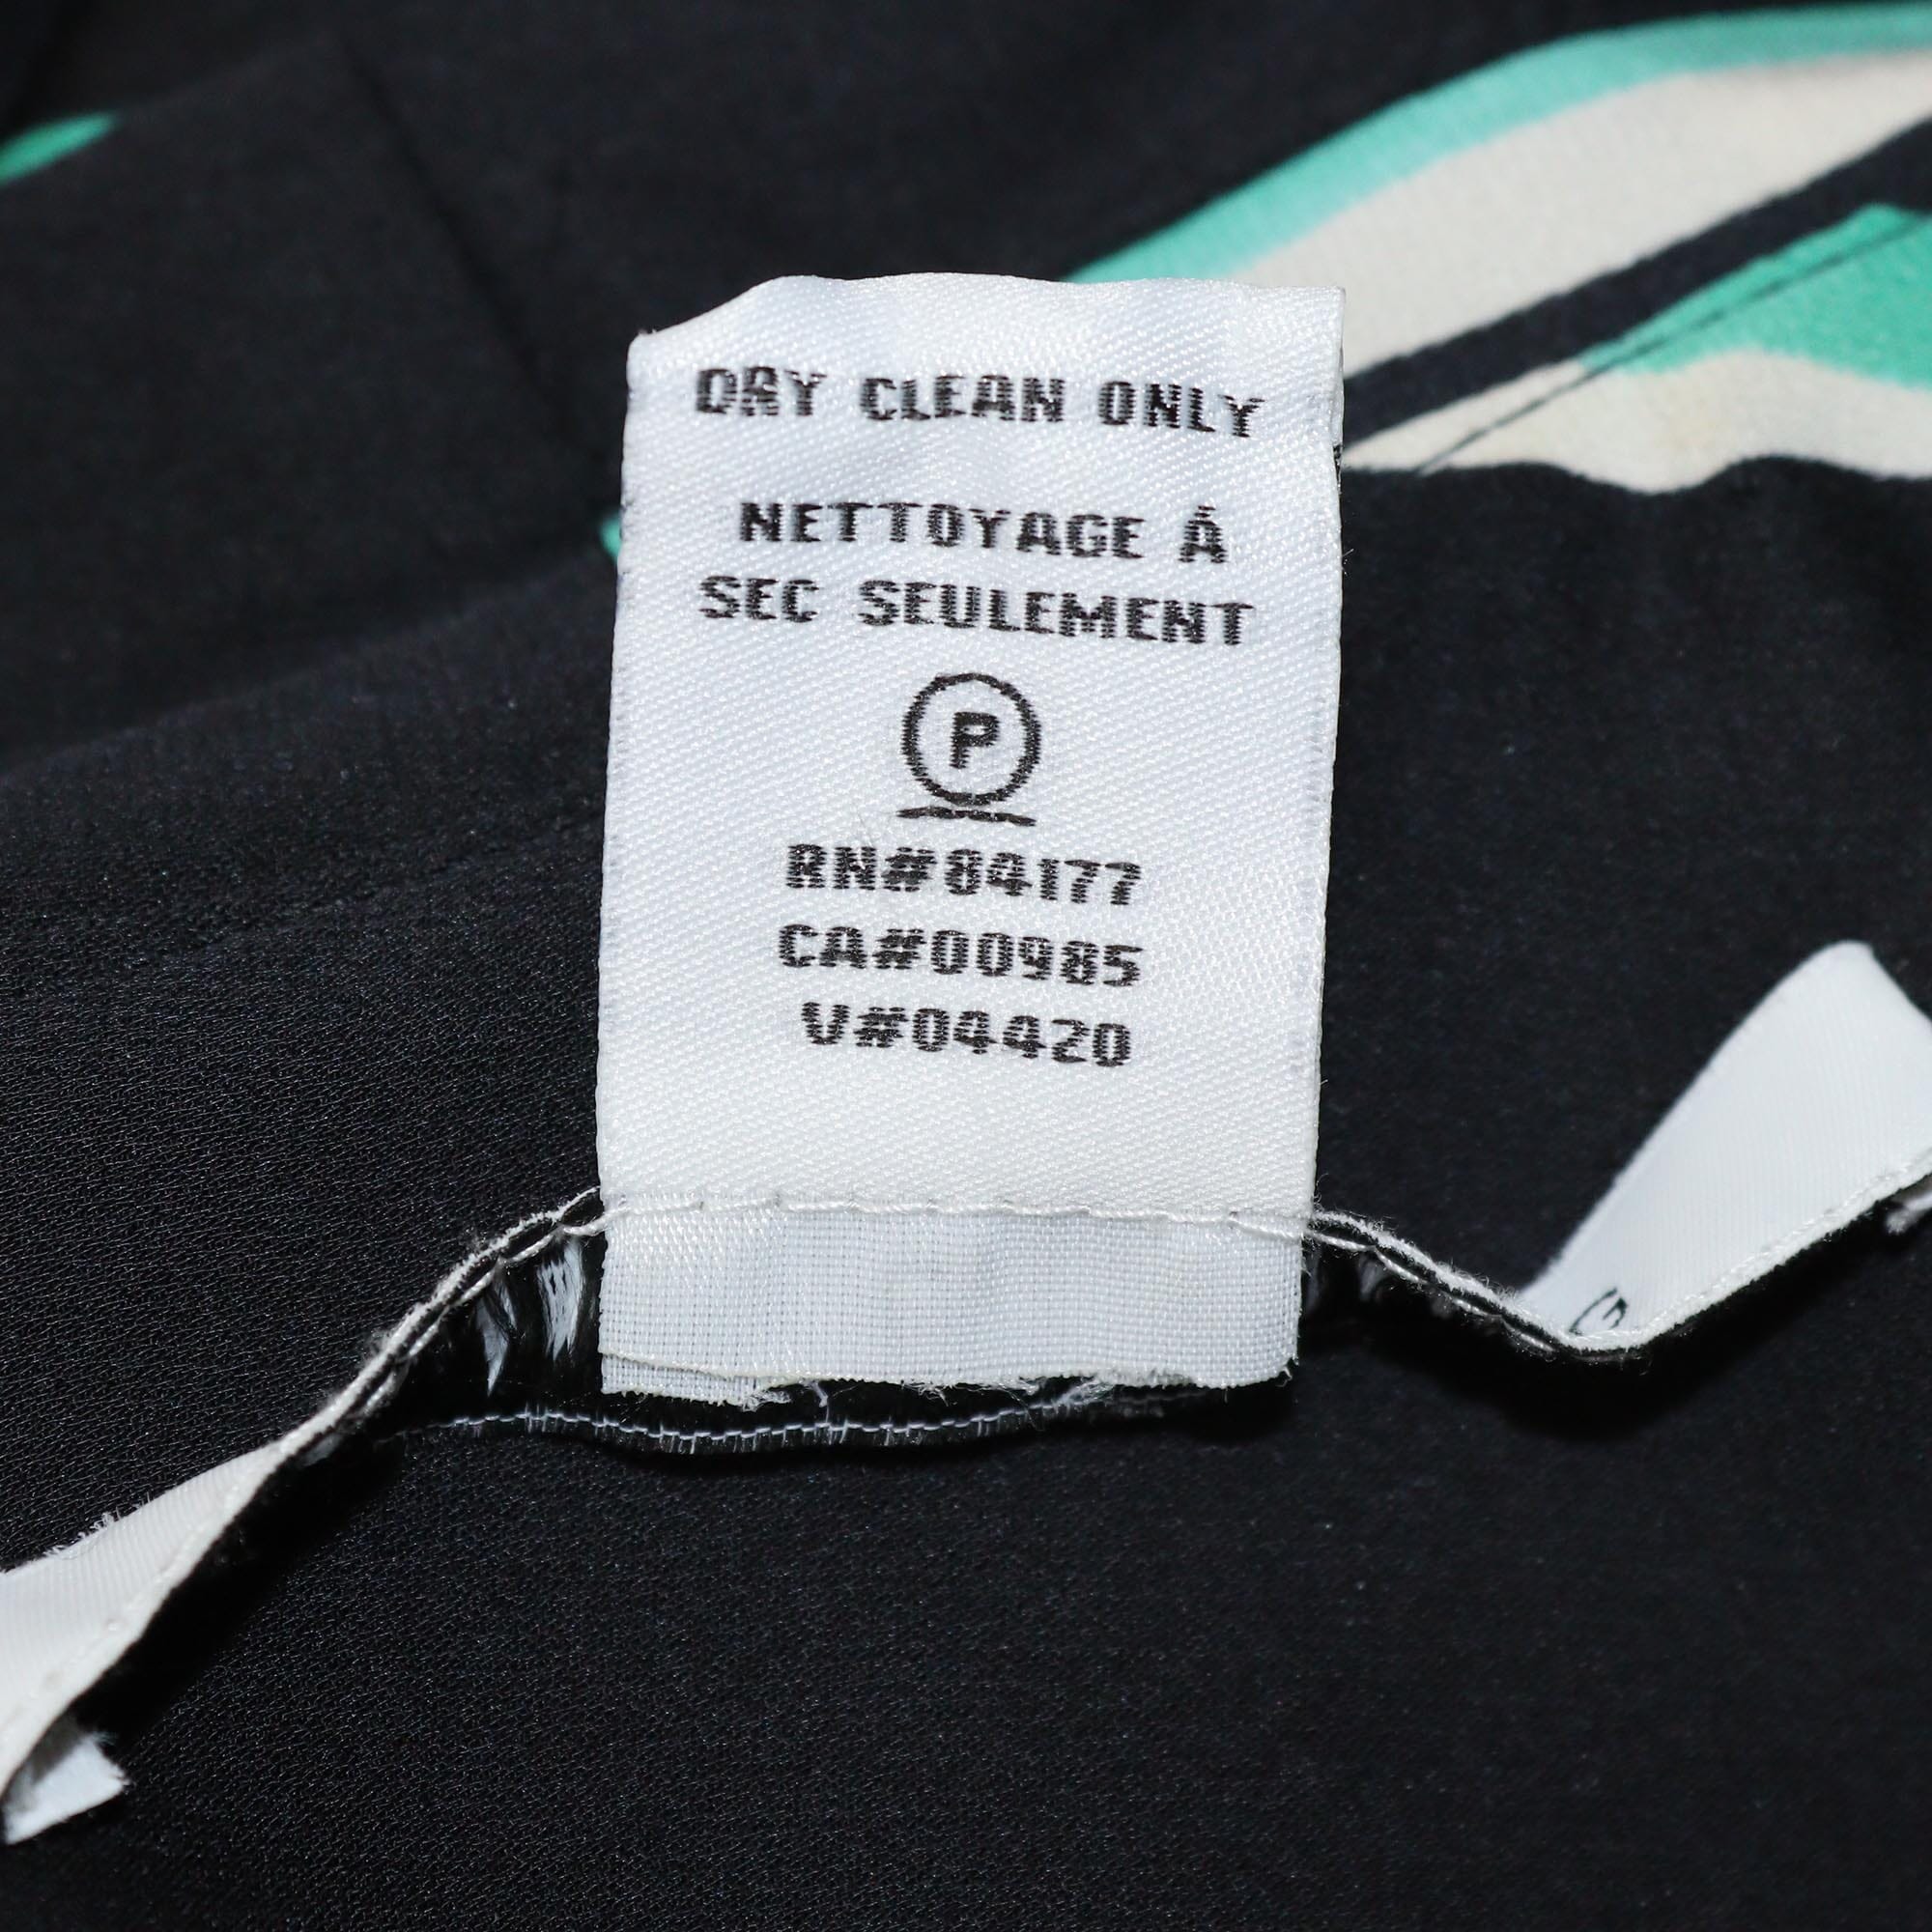 DRY CLEAN ONLY
NETTOYAGE Á
SEC SEULEMENT
P
RN#84177
CA#00985
V#04420
G